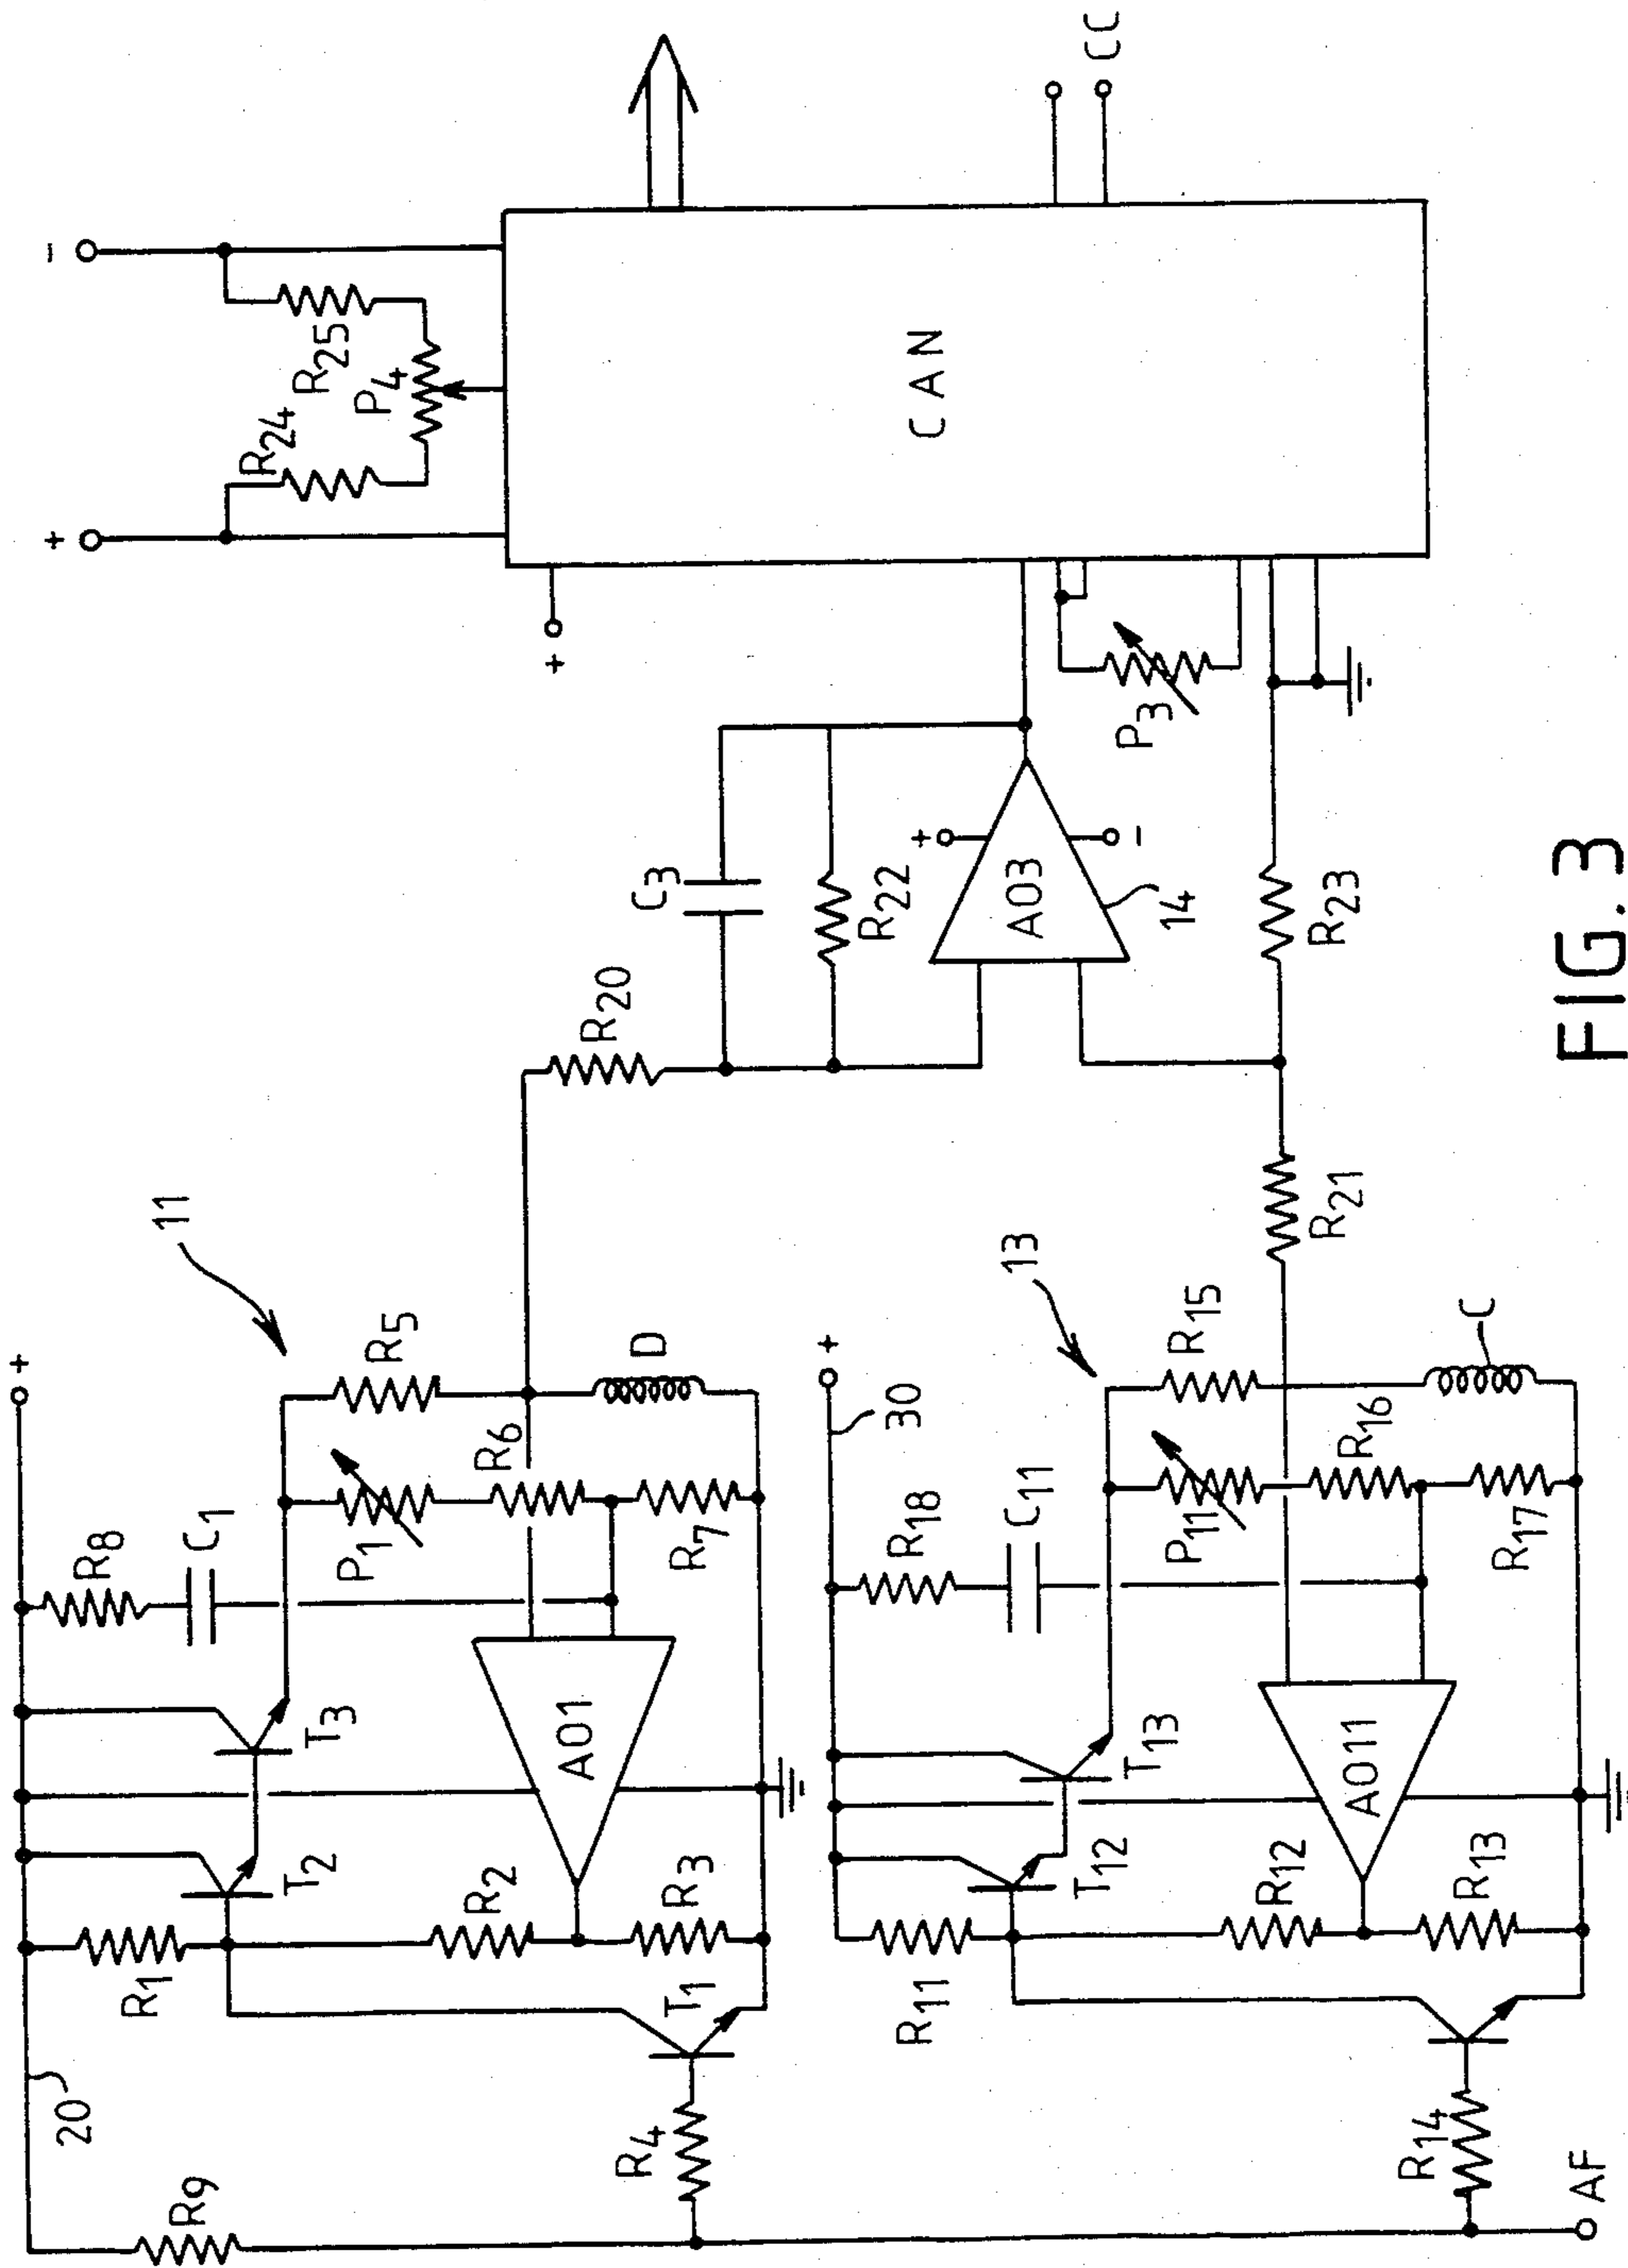 +
-
R24
R25
P4
+
CAN
CC
C3
R20
R22
+
-
A03
14
P3
R23
R21
11
+
R8
C1
R5
P1
R6
D
R7
T3
T2
A01
R1
R2
R3
T1
20
R9
R4
13
+
30
R18
C11
R15
C
P11
R16
R17
T13
T12
A011
R11
R12
R13
R14
AF
FIG. 3